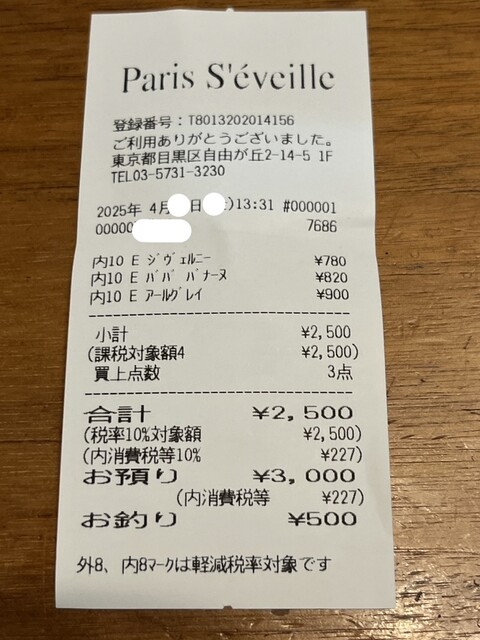 Paris S'éveille
登録番号：T8013202014156
ご利用ありがとうございました。
東京都目黒区自由が丘2-14-5 1F
TEL03-5731-3230
2025年 4月 日 )13:31 #000001
00000 7686
内10 E ｼﾞｳﾞｪﾙﾆｰ ¥780
内10 E ﾊﾞﾊﾞ ﾊﾞﾅｰﾇ ¥820
内10 E ｱｰﾙｸﾞﾚｲ ¥900
小計 ¥2,500
(課税対象額4 ¥2,500)
買上点数 3点
合計 ¥2,500
(税率10%対象額 ¥2,500)
(内消費税等10% ¥227)
お預り ¥3,000
(内消費税等 ¥227)
お釣り ¥500
外8、内8ﾏｰｸは軽減税率対象です